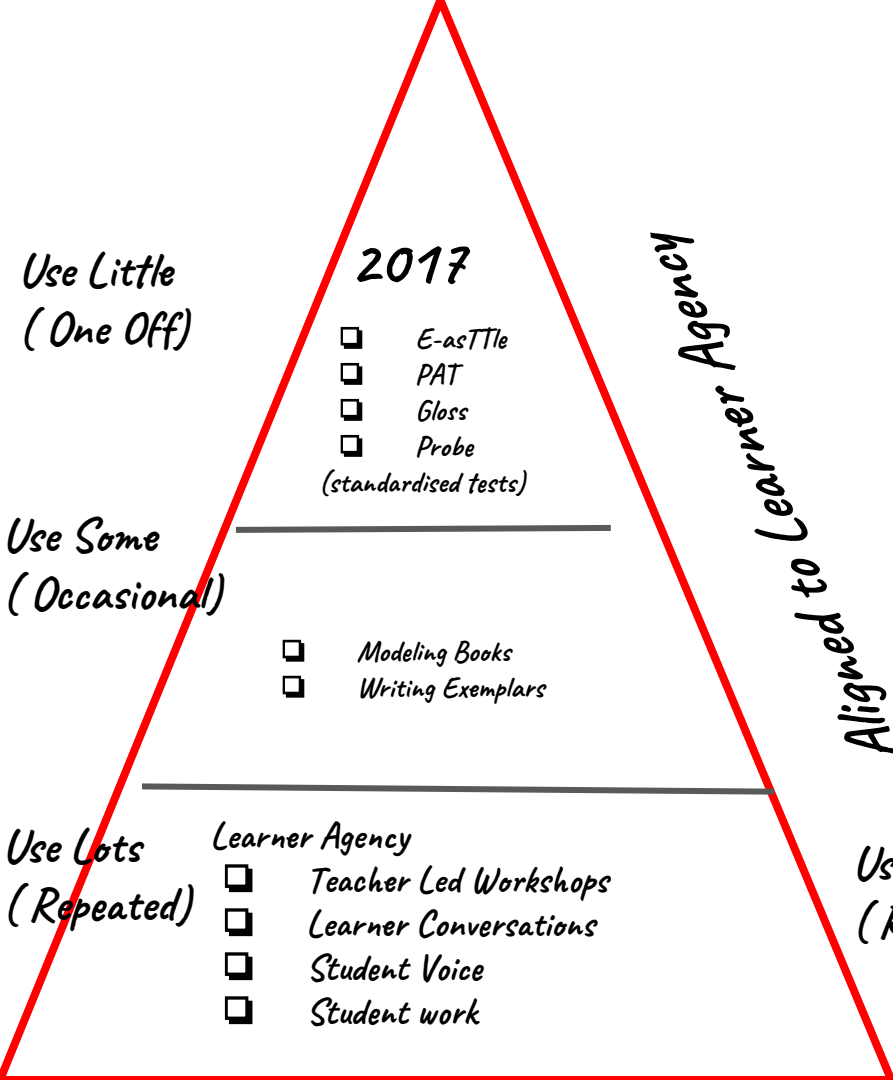 2017
Use Little
( One Off)
E-asTTle
PAT
Gloss
Probe
(standardised tests)
Aligned to Learner Agency
Use Some
( Occasional)
Modeling Books
Writing Exemplars
Use Lots
( Repeated)
Learner Agency
Teacher Led Workshops
Learner Conversations
Student Voice
Student work